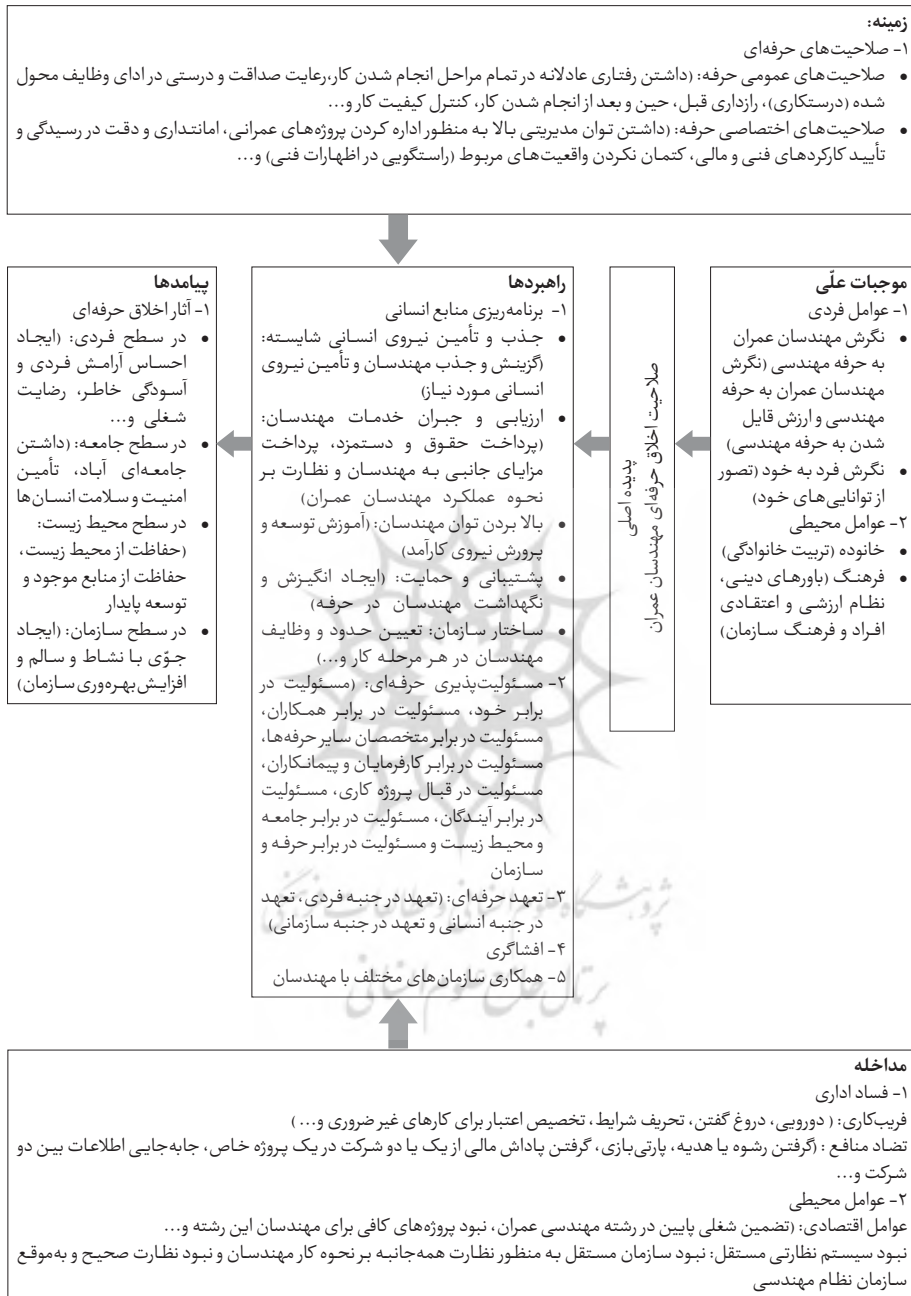 زمینه:
۱- صلاحیت‌های حرفه‌ای
• صلاحیت‌های عمومی حرفه: (داشتن رفتاری عادلانه در تمام مراحل انجام شدن کار،رعایت صداقت و درستی در ادای وظایف محول
شده (درستکاری)، رازداری قبل، حین و بعد از انجام شدن کار، کنترل کیفیت کار و...
• صلاحیت‌های اختصاصی حرفه: (داشتن توان مدیریتی بالا به منظور اداره کردن پروژه‌های عمرانی، امانتداری و دقت در رسیدگی و
تأیید کارکردهای فنی و مالی، کتمان نکردن واقعیت‌های مربوط (راستگویی در اظهارات فنی) و...
موجبات علّی
۱- عوامل فردی
• نگرش مهندسان عمران
به حرفه مهندسی (نگرش
مهندسان عمران به حرفه
مهندسی و ارزش قایل
شدن به حرفه مهندسی)
• نگرش فرد به خود (تصور
از توانایی‌های خود)
۲- عوامل محیطی
• خانوده (تربیت خانوادگی)
• فرهنگ (باورهای دینی،
نظام ارزشی و اعتقادی
افراد و فرهنگ سازمان)
پدیده اصلی
صلاحیت اخلاق حرفه‌ای مهندسان عمران
راهبردها
۱- برنامه‌ریزی منابع انسانی
• جذب و تأمین نیروی انسانی شایسته:
(گزینش و جذب مهندسان و تأمین نیروی
انسانی مورد نیاز)
• ارزیابی و جبران خدمات مهندسان:
(پرداخت حقوق و دستمزد، پرداخت
مزایای جانبی به مهندسان و نظارت بر
نحوه عملکرد مهندسان عمران)
• بالا بردن توان مهندسان: (آموزش توسعه و
پرورش نیروی کارآمد)
• پشتیبانی و حمایت: (ایجاد انگیزش و
نگهداشت مهندسان در حرفه)
• ساختار سازمان: تعیین حدود و وظایف
مهندسان در هر مرحله کار و...)
۲- مسئولیت‌پذیری حرفه‌ای: (مسئولیت در
برابر خود، مسئولیت در برابر همکاران،
مسئولیت در برابر متخصصان سایر حرفه‌ها،
مسئولیت در برابر کارفرمایان و پیمانکاران،
مسئولیت در قبال پروژه کاری، مسئولیت
در برابر آیندگان، مسئولیت در برابر جامعه
و محیط زیست و مسئولیت در برابر حرفه و
سازمان
۳- تعهد حرفه‌ای: (تعهد در جنبه فردی، تعهد
در جنبه انسانی و تعهد در جنبه سازمانی)
۴- افشاگری
۵- همکاری سازمان‌های مختلف با مهندسان
پیامدها
۱- آثار اخلاق حرفه‌ای
• در سطح فردی: (ایجاد
احساس آرامش فردی و
آسودگی خاطر، رضایت
شغلی و...
• در سطح جامعه: (داشتن
جامعه‌ای آباد، تأمین
امنیت و سلامت انسان‌ها
• در سطح محیط زیست:
(حفاظت از محیط زیست،
حفاظت از منابع موجود و
توسعه پایدار
• در سطح سازمان: (ایجاد
جوّی با نشاط و سالم و
افزایش بهره‌وری سازمان)
پژوهشگاه علوم انسانی و مطالعات فرهنگی
پرتال جامع علوم انسانی
مداخله
۱- فساد اداری
فریبکاری: ( دورویی، دروغ گفتن، تحریف شرایط، تخصیص اعتبار برای کارهای غیر ضروری و... )
تضاد منافع : (گرفتن رشوه یا هدیه، پارتی‌بازی، گرفتن پاداش مالی از یک یا دو شرکت در یک پروژه خاص، جابه‌جایی اطلاعات بین دو
شرکت و...
۲- عوامل محیطی
عوامل اقتصادی: (تضمین شغلی پایین در رشته مهندسی عمران، نبود پروژه‌های کافی برای مهندسان این رشته و...
نبود سیستم نظارتی مستقل: نبود سازمان مستقل به منظور نظارت همه‌جانبه بر نحوه کار مهندسان و نبود نظارت صحیح و به‌موقع
سازمان نظام مهندسی